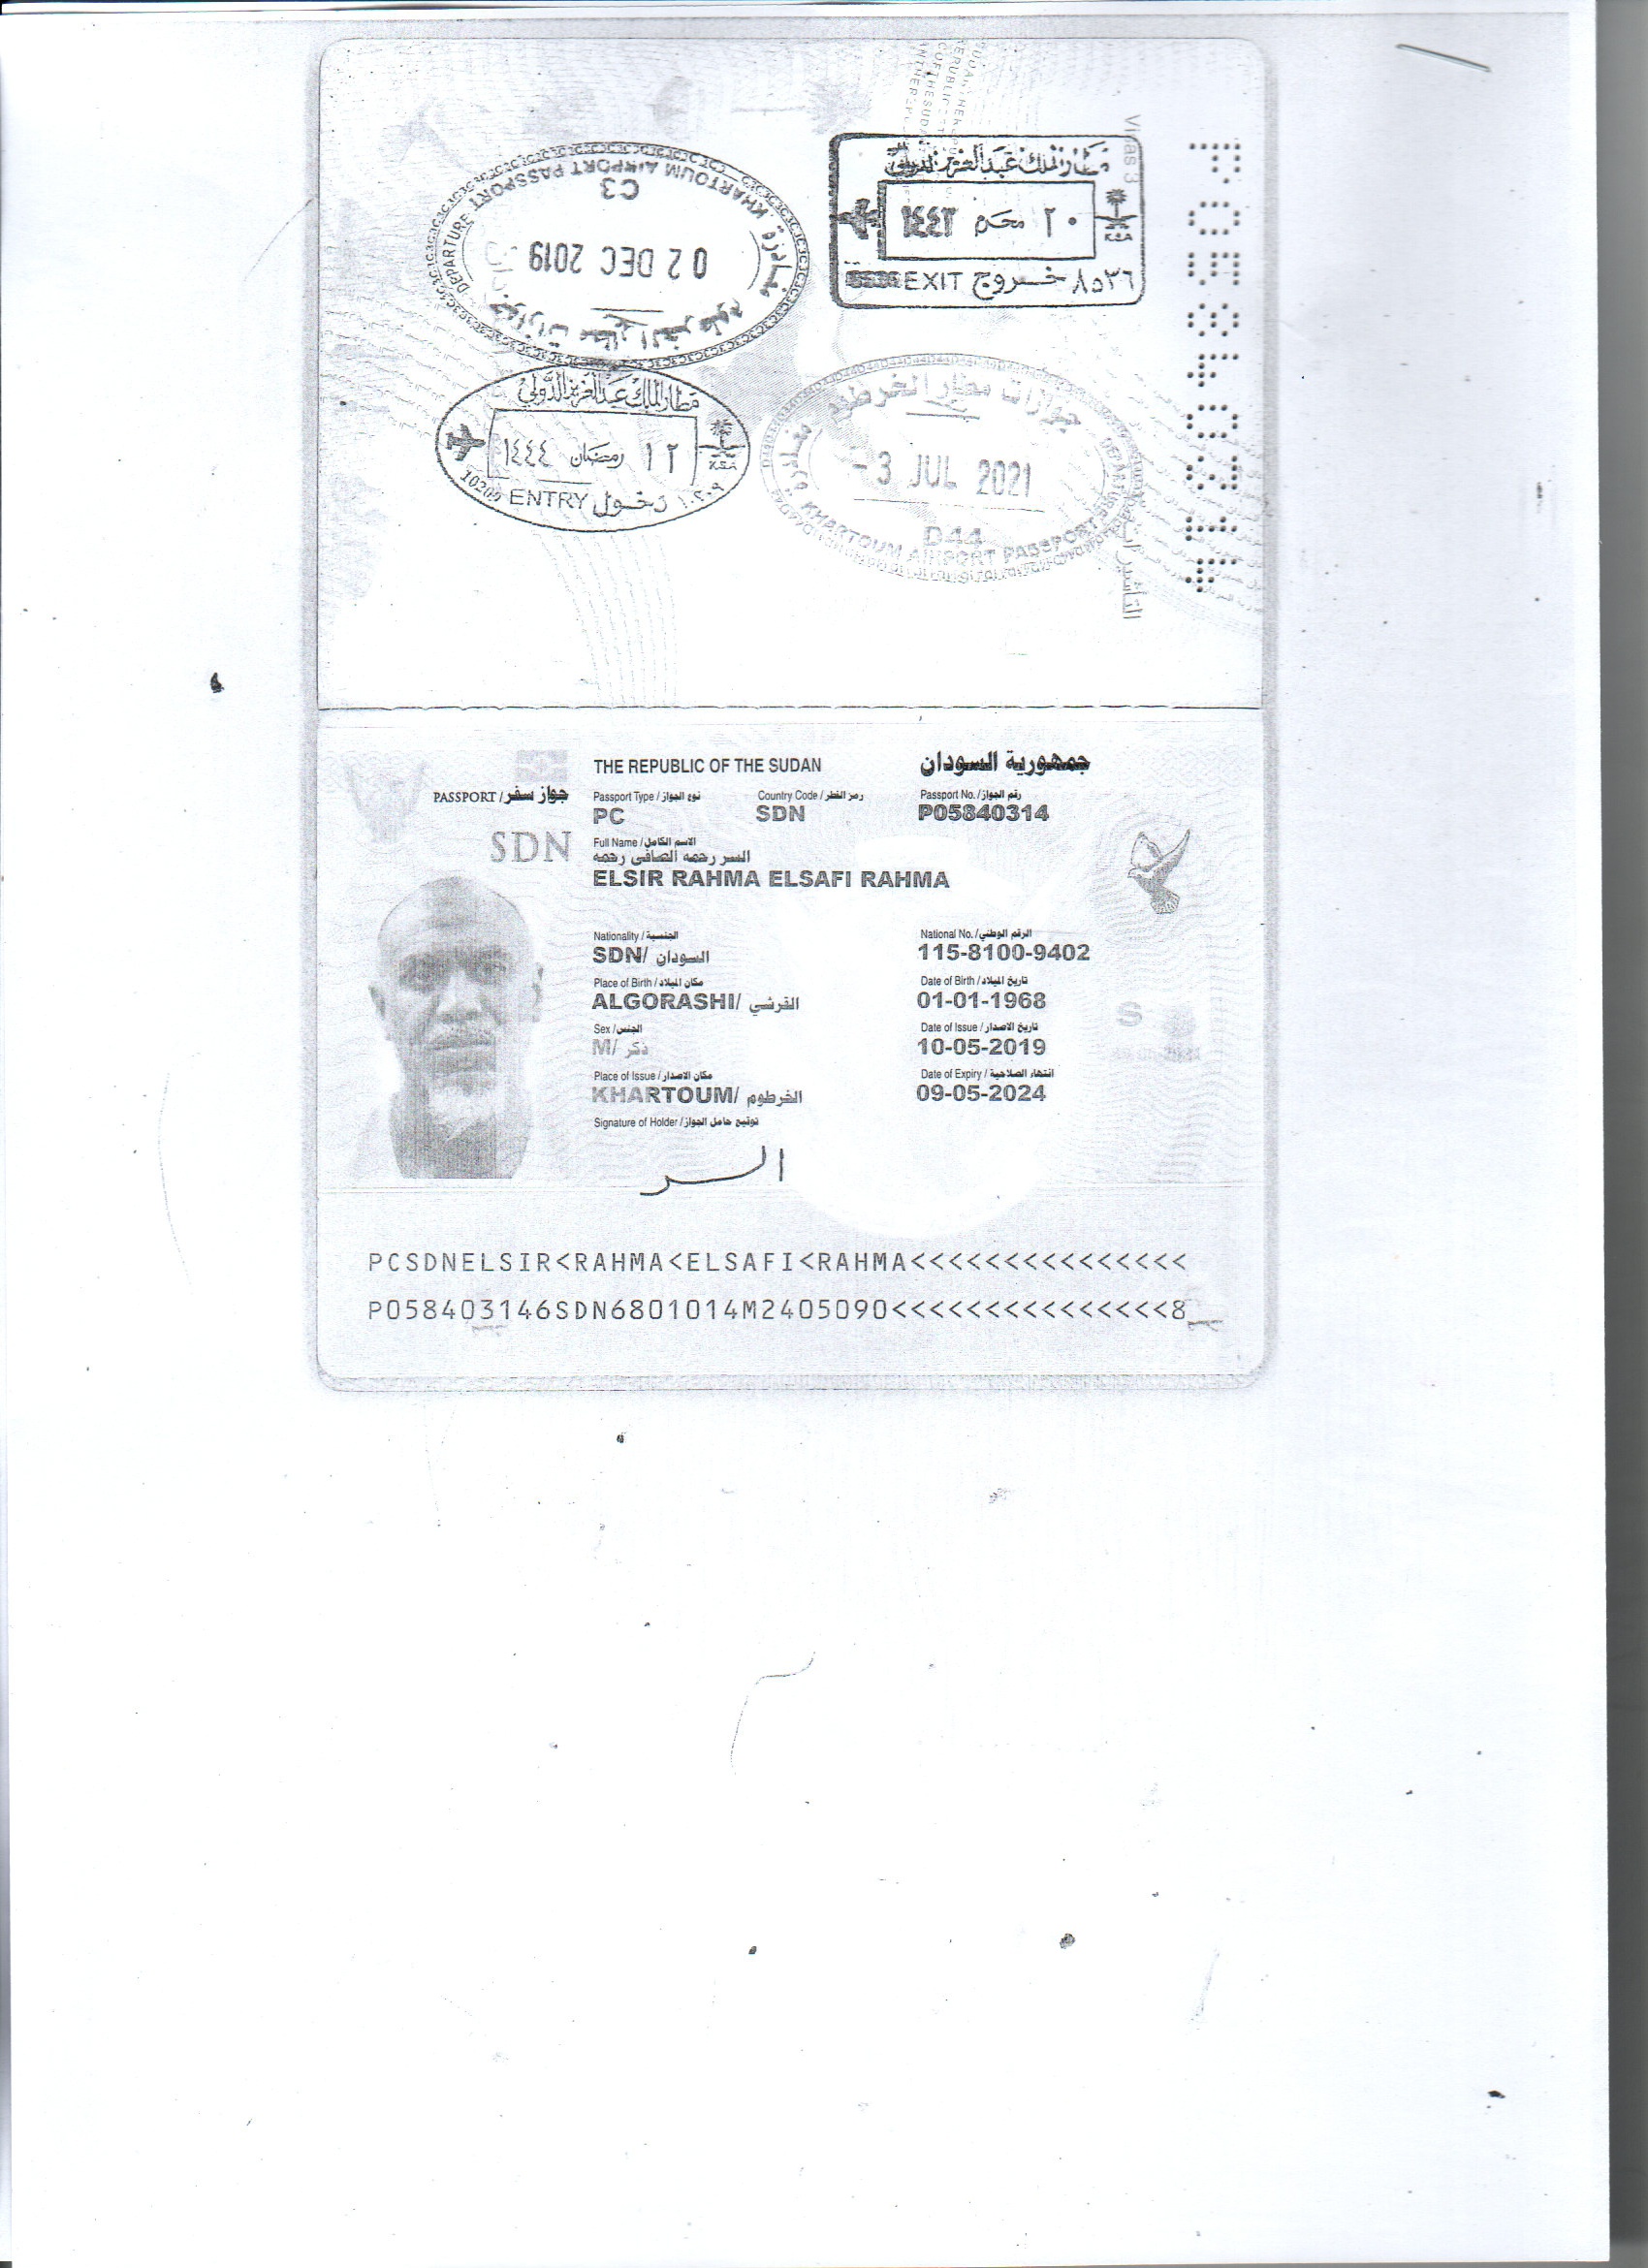 KHARTOUM AIRPORT PASSPORT
DEPARTURE
C3
02 DEC 2019
مطار الملك عبد العزيز الدولي
٢٠ محرم ١٤٤٣
K.S.A
EXIT خروج ٨٥٣٦
Visas 3
مطار الملك عبد العزيز الدولي
١٢ رمضان ١٤٤٤
K.S.A
10209 ENTRY دخول ١٠٢٠٩
جوازات مطار الخرطوم
مغادرة
- 3 JUL 2021
D44
KHARTOUM AIRPORT PASSPORT
التأشيرات
THE REPUBLIC OF THE SUDAN جمهورية السودان
PASSPORT / جواز سفر
Passport Type / نوع الجواز Country Code / رمز القطر Passport No. / رقم الجواز
PC SDN P05840314
SDN
Full Name / الاسم الكامل
السر رحمه الصافى رحمه
ELSIR RAHMA ELSAFI RAHMA
Nationality / الجنسية National No. / الرقم الوطني
SDN/ السودان 115-8100-9402
Place of Birth / مكان الميلاد Date of Birth / تاريخ الميلاد
ALGORASHI/ القرشي 01-01-1968
Sex / الجنس Date of Issue / تاريخ الاصدار
M/ ذكر 10-05-2019
Place of Issue / مكان الاصدار Date of Expiry / انتهاء الصلاحية
KHARTOUM/ الخرطوم 09-05-2024
Signature of Holder / توقيع حامل الجواز
السر
PCSDNELSIR<RAHMA<ELSAFI<RAHMA<<<<<<<<<<<<<<<
P058403146SDN6801014M2405090<<<<<<<<<<<<<<<8